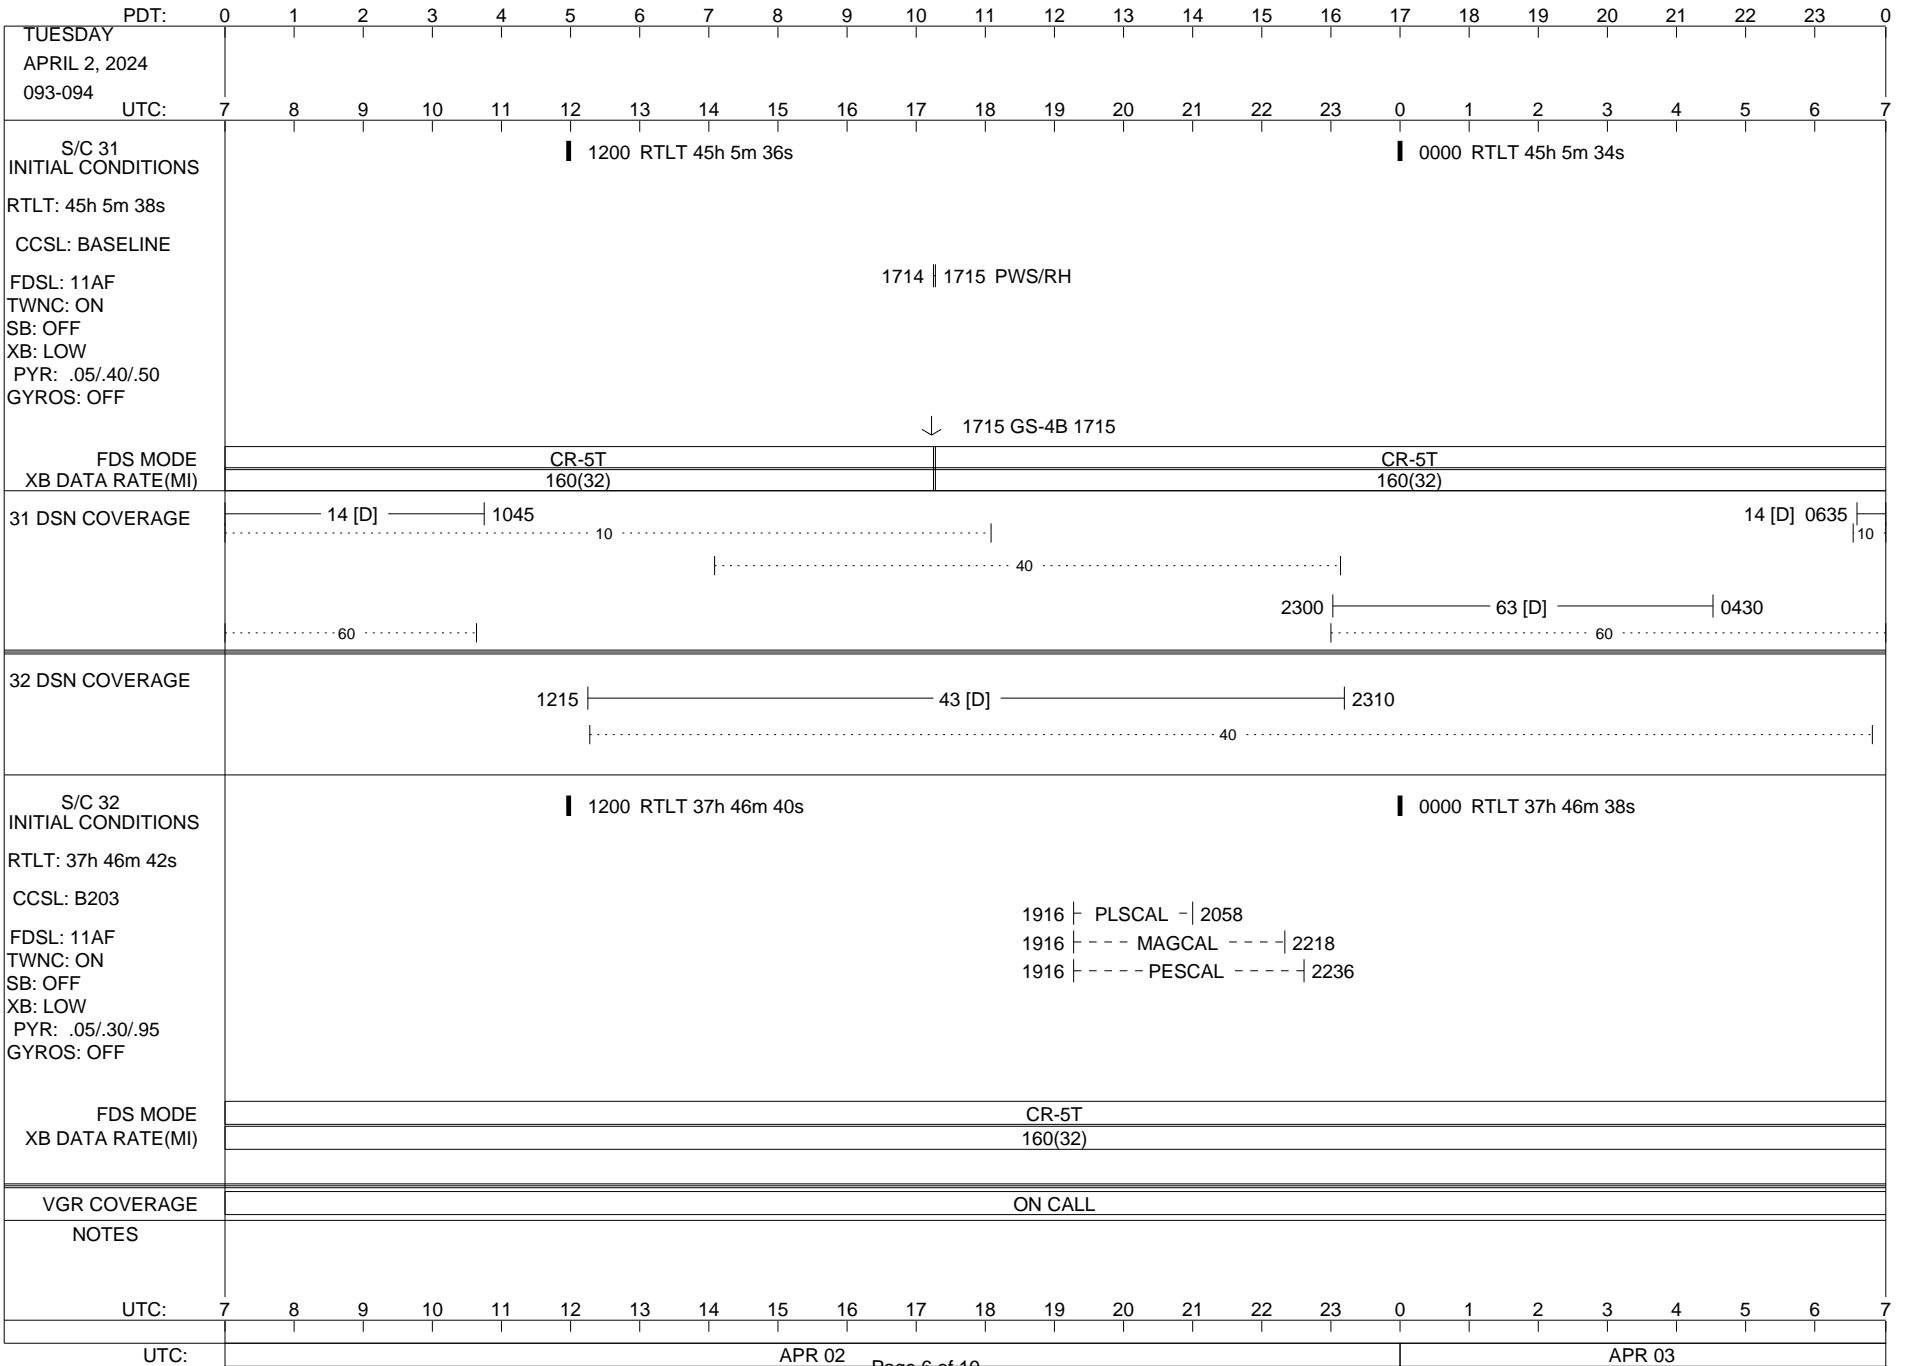 PDT: 0 1 2 3 4 5 6 7 8 9 10 11 12 13 14 15 16 17 18 19 20 21 22 23 0
TUESDAY
APRIL 2, 2024
093-094
UTC: 7 8 9 10 11 12 13 14 15 16 17 18 19 20 21 22 23 0 1 2 3 4 5 6 7
S/C 31
INITIAL CONDITIONS
1200 RTLT 45h 5m 36s
0000 RTLT 45h 5m 34s
RTLT: 45h 5m 38s
CCSL: BASELINE
FDSL: 11AF
1714 1715 PWS/RH
TWNC: ON
SB: OFF
XB: LOW
PYR: .05/.40/.50
GYROS: OFF
1715 GS-4B 1715
FDS MODE CR-5T CR-5T
XB DATA RATE(MI) 160(32) 160(32)
31 DSN COVERAGE 14 [D] 1045 14 [D] 0635
10 10
40
2300 63 [D] 0430
60 60
32 DSN COVERAGE
1215 43 [D] 2310
40
S/C 32
INITIAL CONDITIONS
1200 RTLT 37h 46m 40s
0000 RTLT 37h 46m 38s
RTLT: 37h 46m 42s
CCSL: B203
1916 PLSCAL 2058
FDSL: 11AF
1916 MAGCAL 2218
TWNC: ON
1916 PESCAL 2236
SB: OFF
XB: LOW
PYR: .05/.30/.95
GYROS: OFF
FDS MODE CR-5T
XB DATA RATE(MI) 160(32)
VGR COVERAGE ON CALL
NOTES
UTC: 7 8 9 10 11 12 13 14 15 16 17 18 19 20 21 22 23 0 1 2 3 4 5 6 7
UTC: APR 02 APR 03